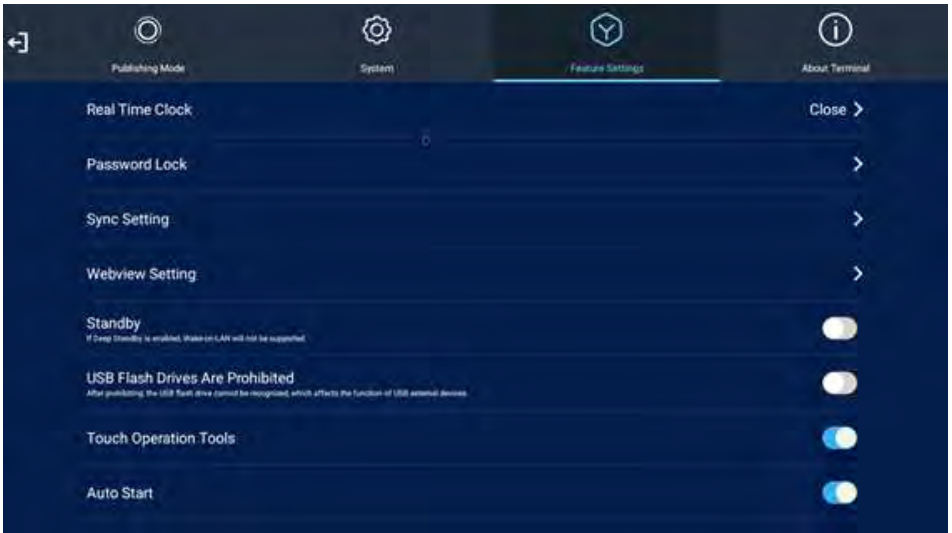 Publishing Mode
System
Feature Settings
About Terminal
Real Time Clock
Close
Password Lock
Sync Setting
Webview Setting
Standby
If Deep Standby is enabled, Wake-on-LAN will not be supported
USB Flash Drives Are Prohibited
After prohibiting, the USB flash drive cannot be recognized, which affects the function of USB external devices
Touch Operation Tools
Auto Start